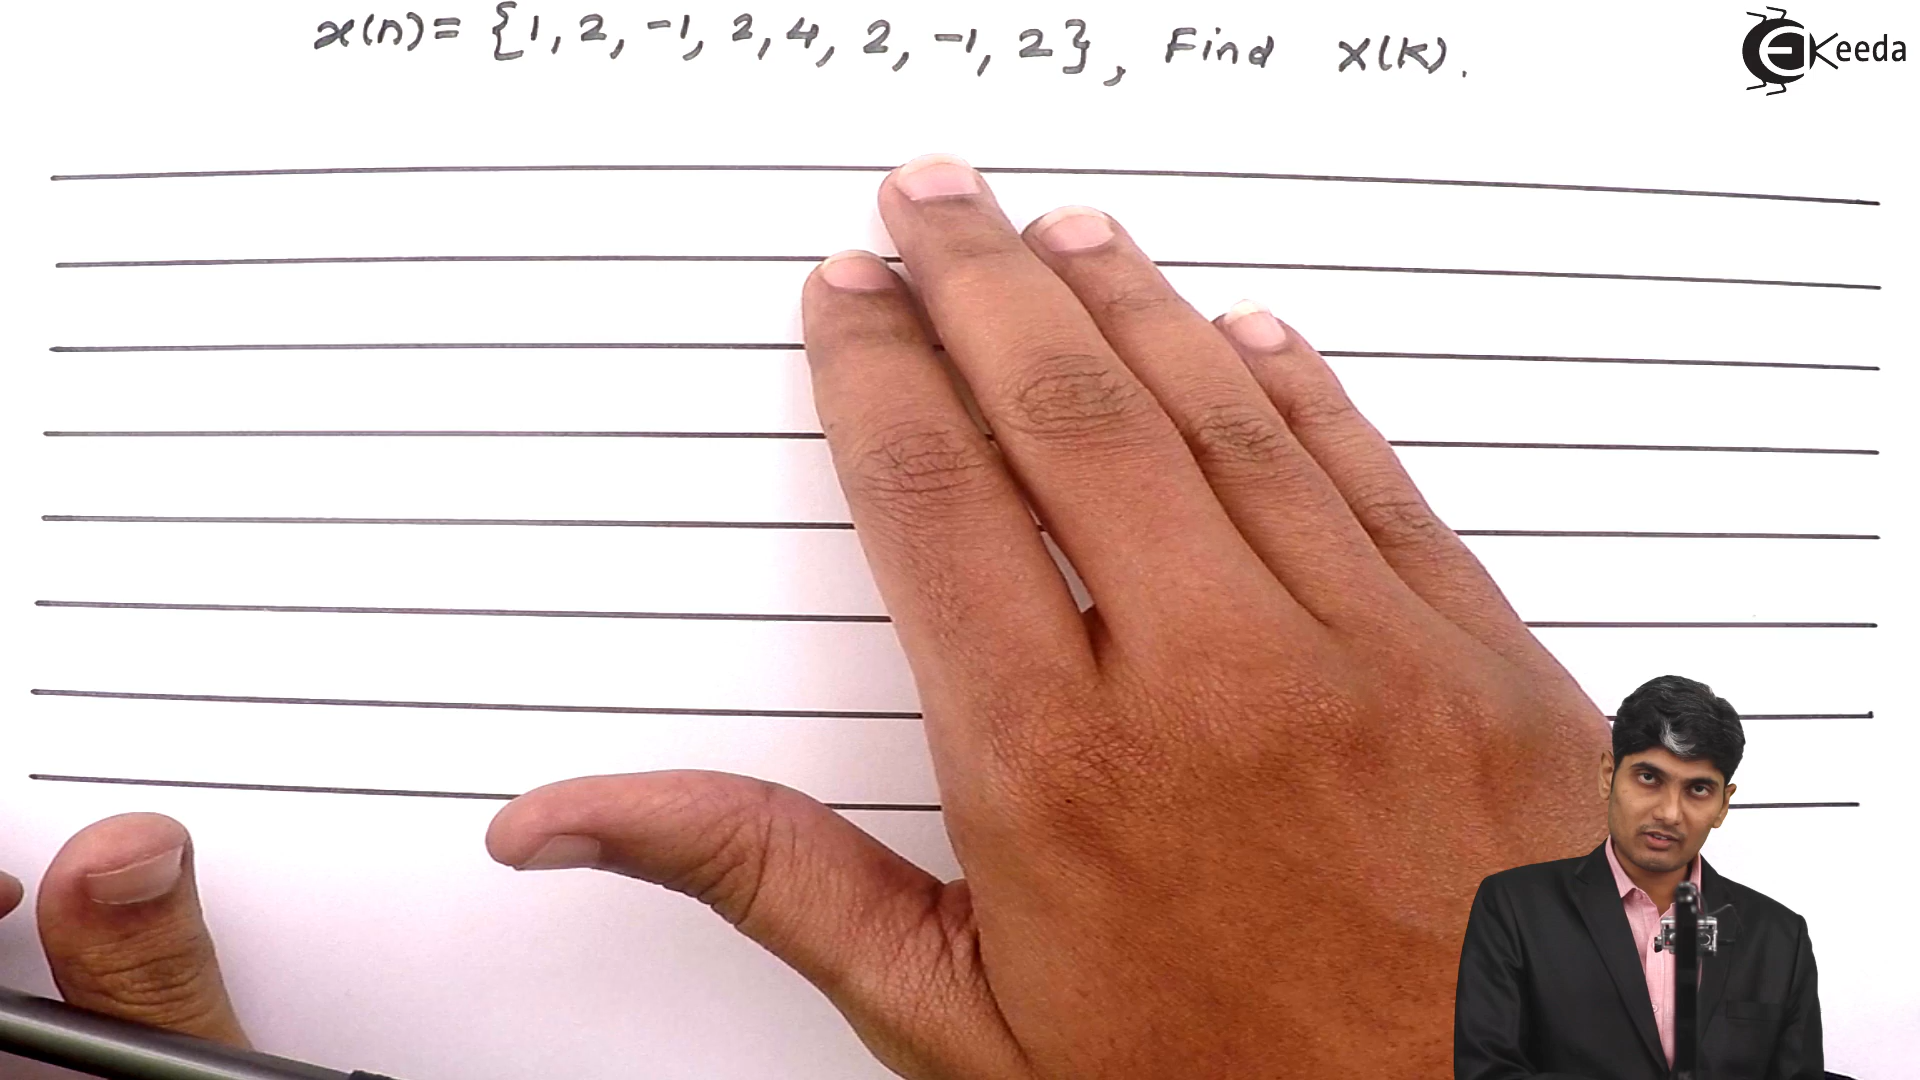 x(n) = {1, 2, -1, 2, 4, 2, -1, 2}, Find X(K).
EKeeda